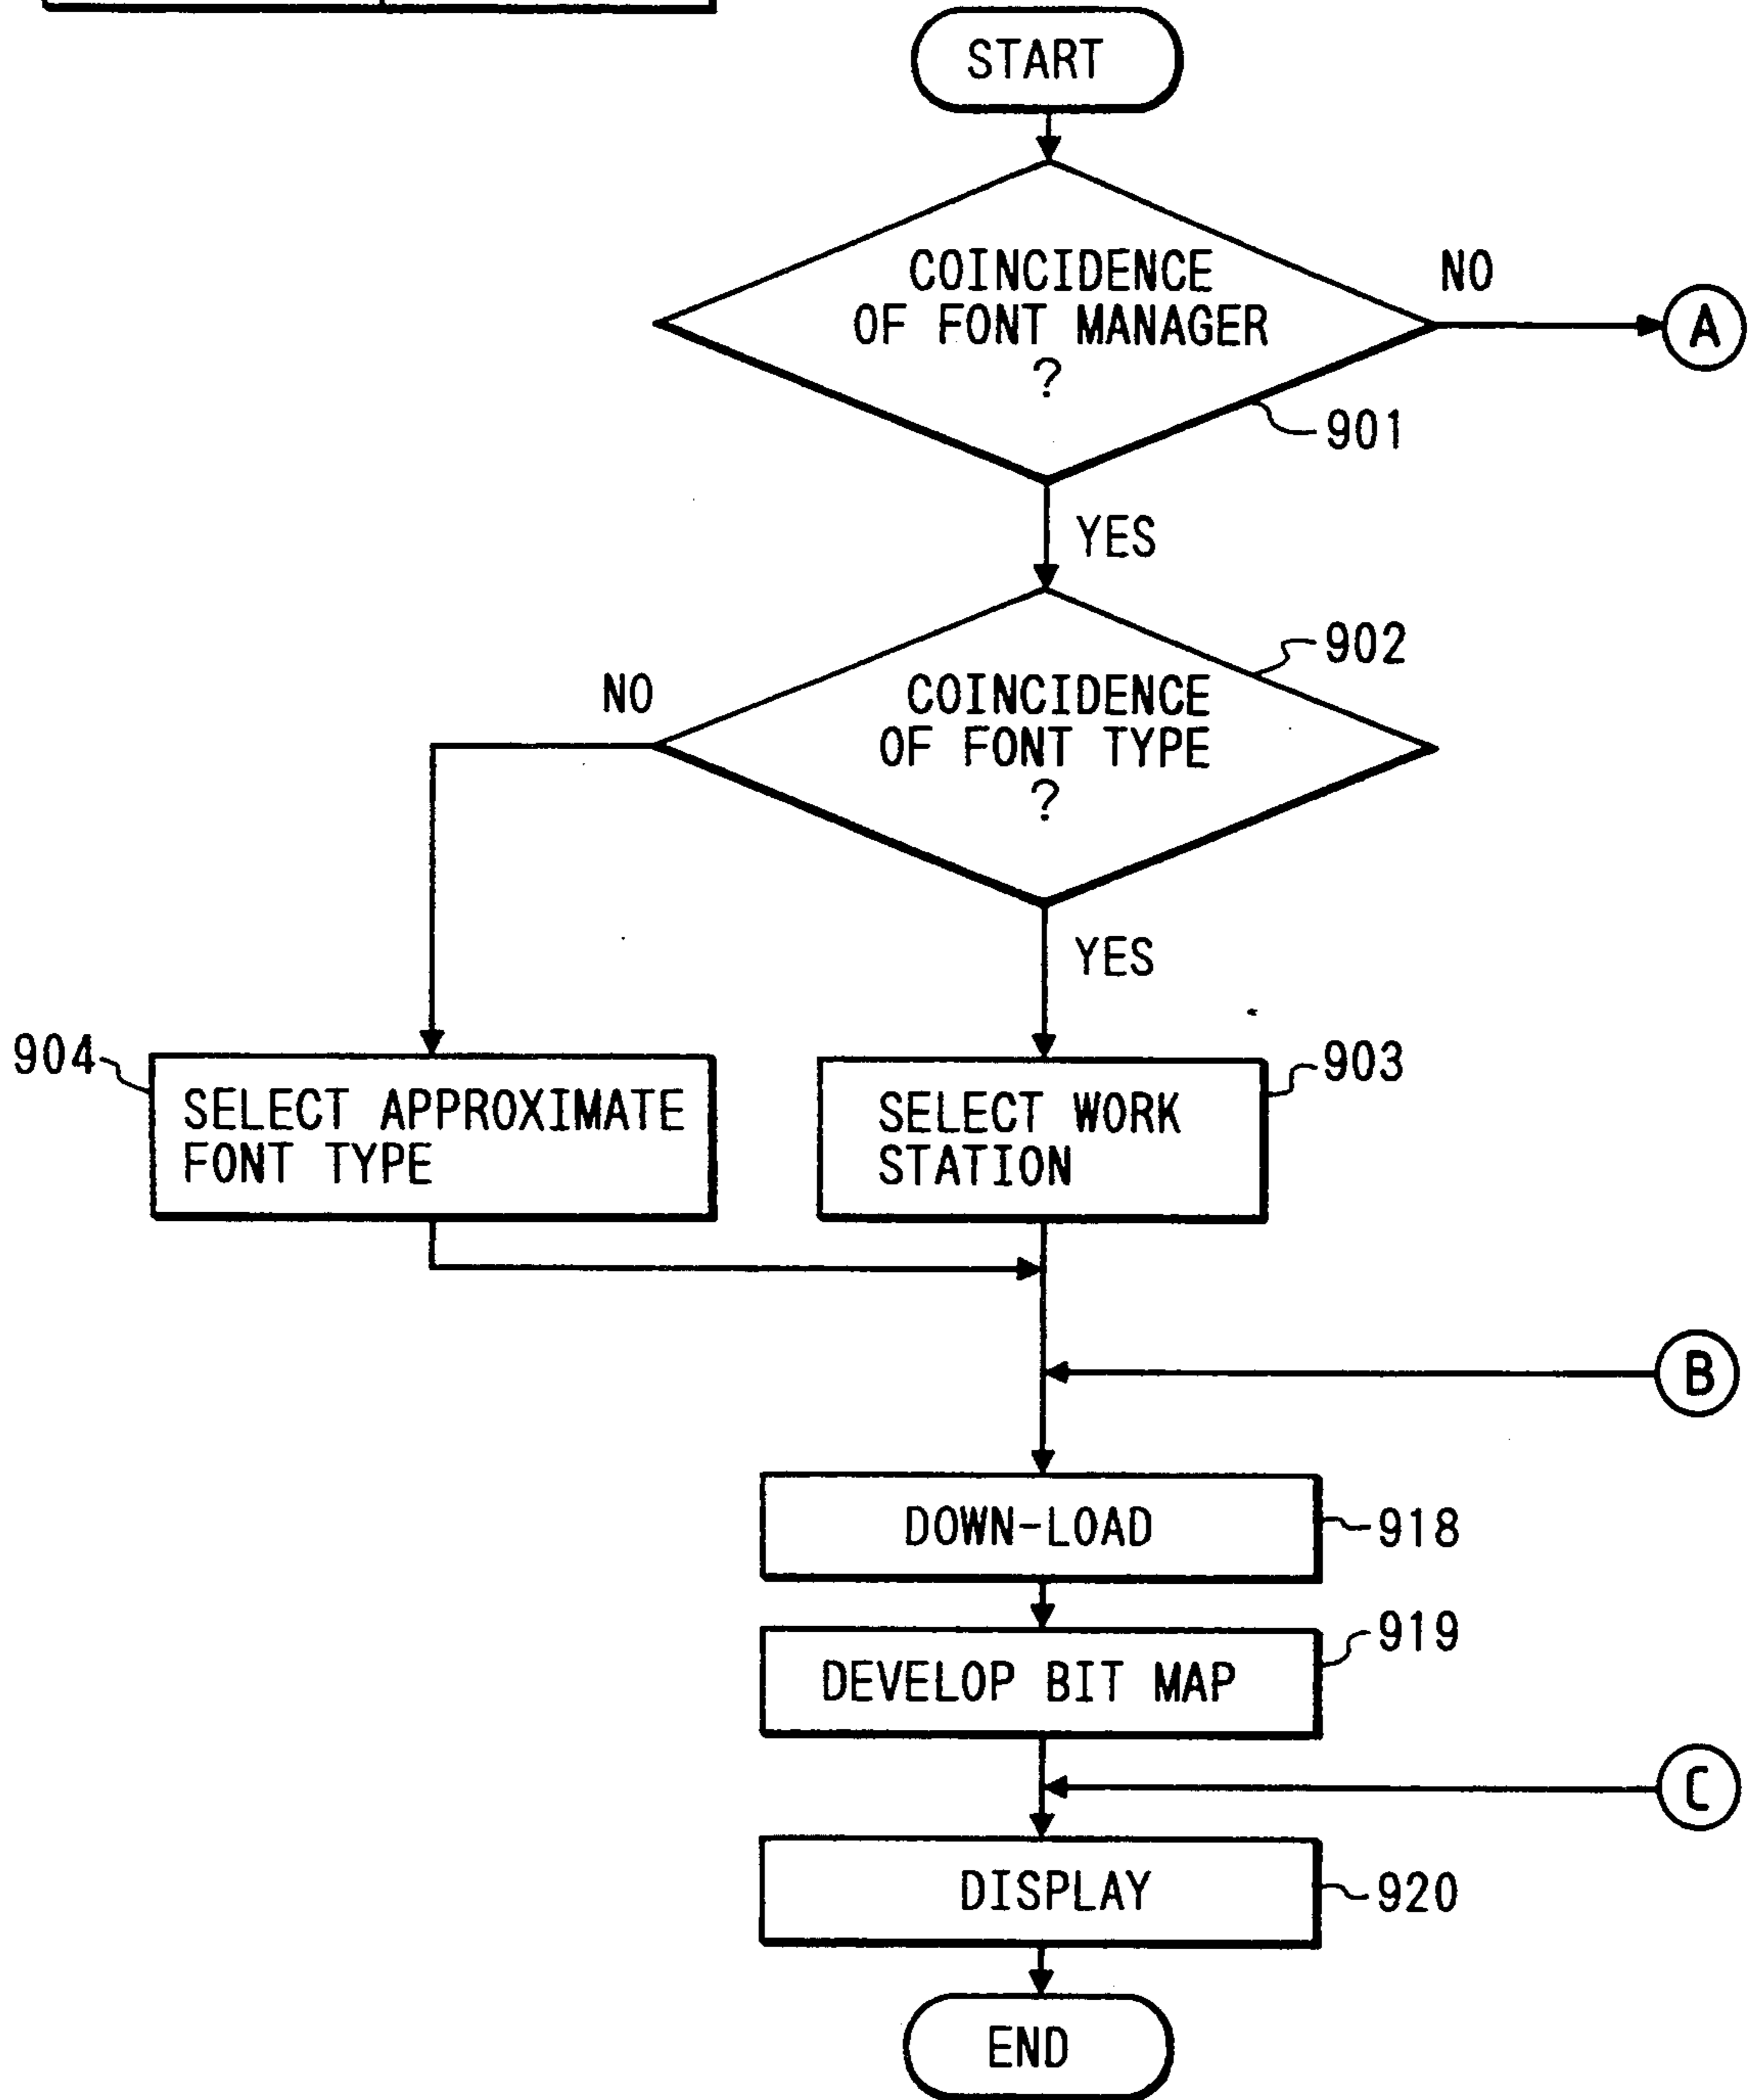 START
COINCIDENCE
OF FONT MANAGER
?
NO
A
901
YES
902
COINCIDENCE
OF FONT TYPE
?
NO
YES
904
SELECT APPROXIMATE
FONT TYPE
903
SELECT WORK
STATION
B
DOWN-LOAD
918
919
DEVELOP BIT MAP
C
DISPLAY
920
END